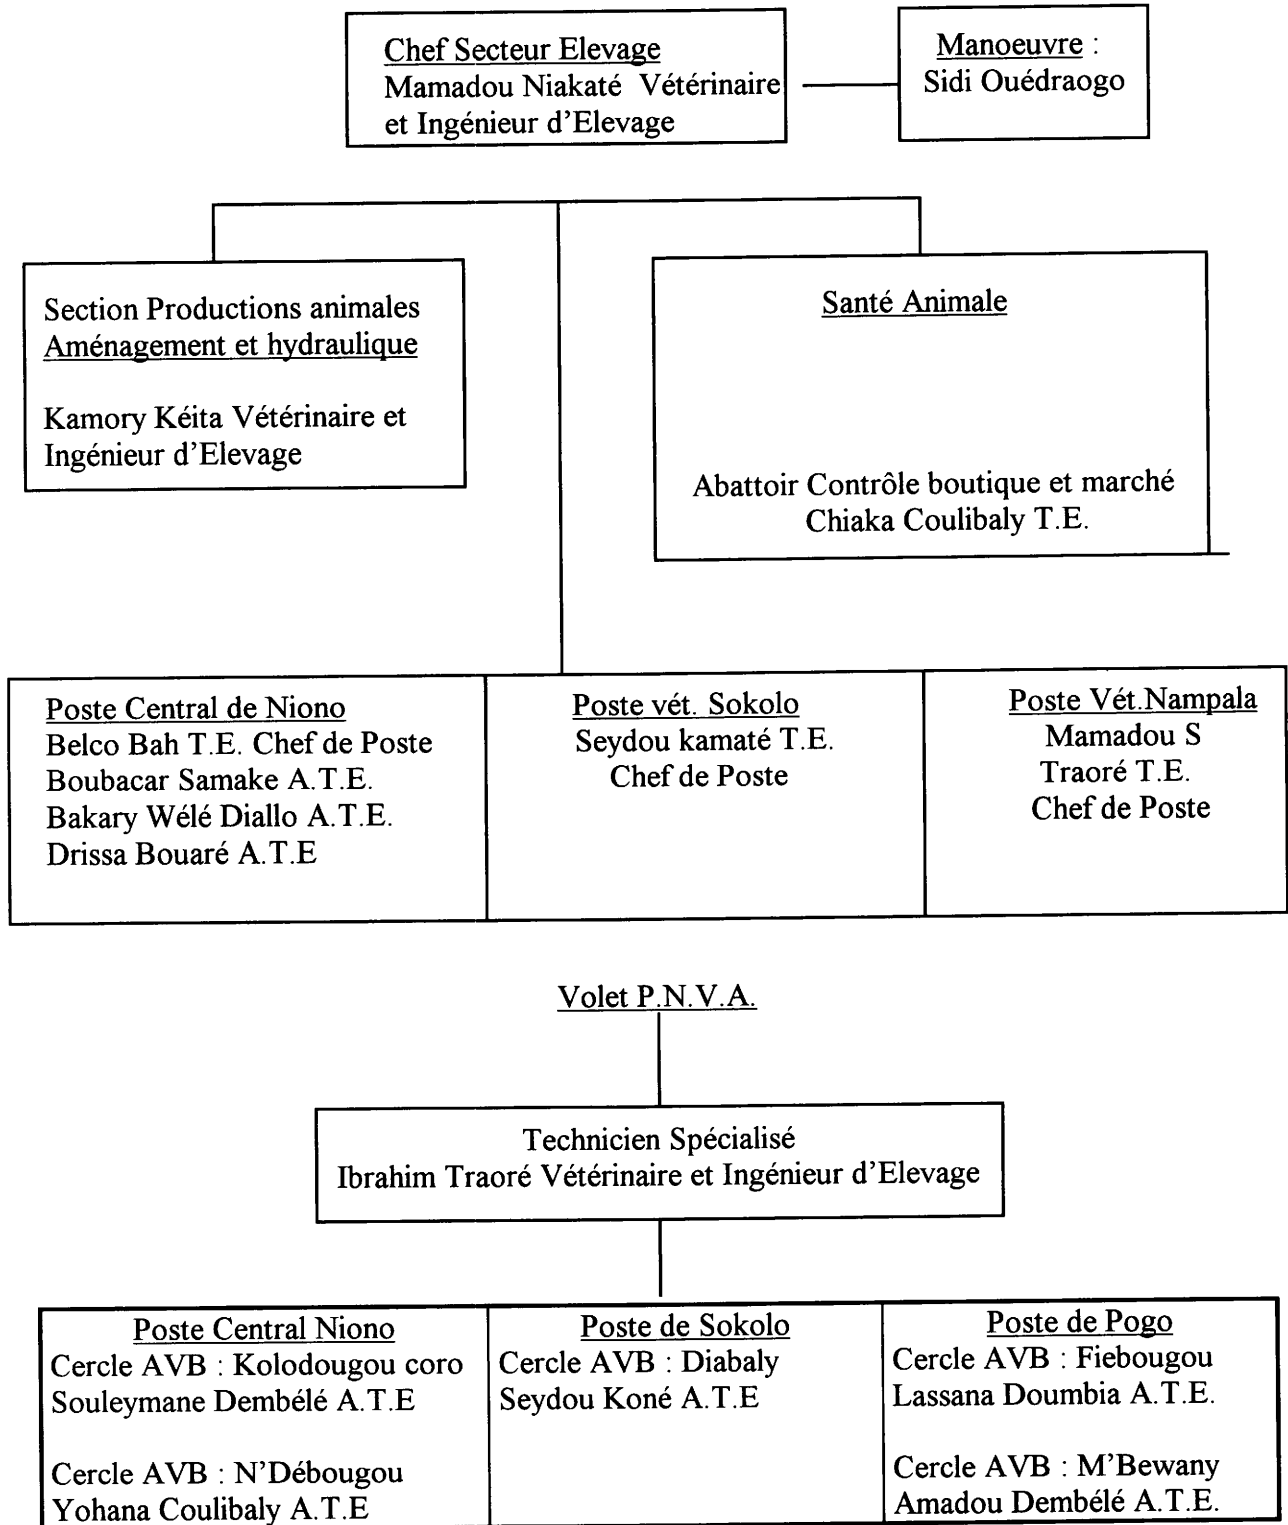 Chef Secteur Elevage
Mamadou Niakaté Vétérinaire
et Ingénieur d'Elevage
Manoeuvre :
Sidi Ouédraogo
Section Productions animales
Aménagement et hydraulique
Kamory Kéita Vétérinaire et
Ingénieur d'Elevage
Santé Animale
Abattoir Contrôle boutique et marché
Chiaka Coulibaly T.E.
Poste Central de Niono
Belco Bah T.E. Chef de Poste
Boubacar Samake A.T.E.
Bakary Wélé Diallo A.T.E.
Drissa Bouaré A.T.E
Poste vét. Sokolo
Seydou kamaté T.E.
Chef de Poste
Poste Vét.Nampala
Mamadou S
Traoré T.E.
Chef de Poste
Volet P.N.V.A.
Technicien Spécialisé
Ibrahim Traoré Vétérinaire et Ingénieur d'Elevage
Poste Central Niono
Cercle AVB : Kolodougou coro
Souleymane Dembélé A.T.E
Cercle AVB : N'Débougou
Yohana Coulibaly A.T.E
Poste de Sokolo
Cercle AVB : Diabaly
Seydou Koné A.T.E
Poste de Pogo
Cercle AVB : Fiebougou
Lassana Doumbia A.T.E.
Cercle AVB : M'Bewany
Amadou Dembélé A.T.E.